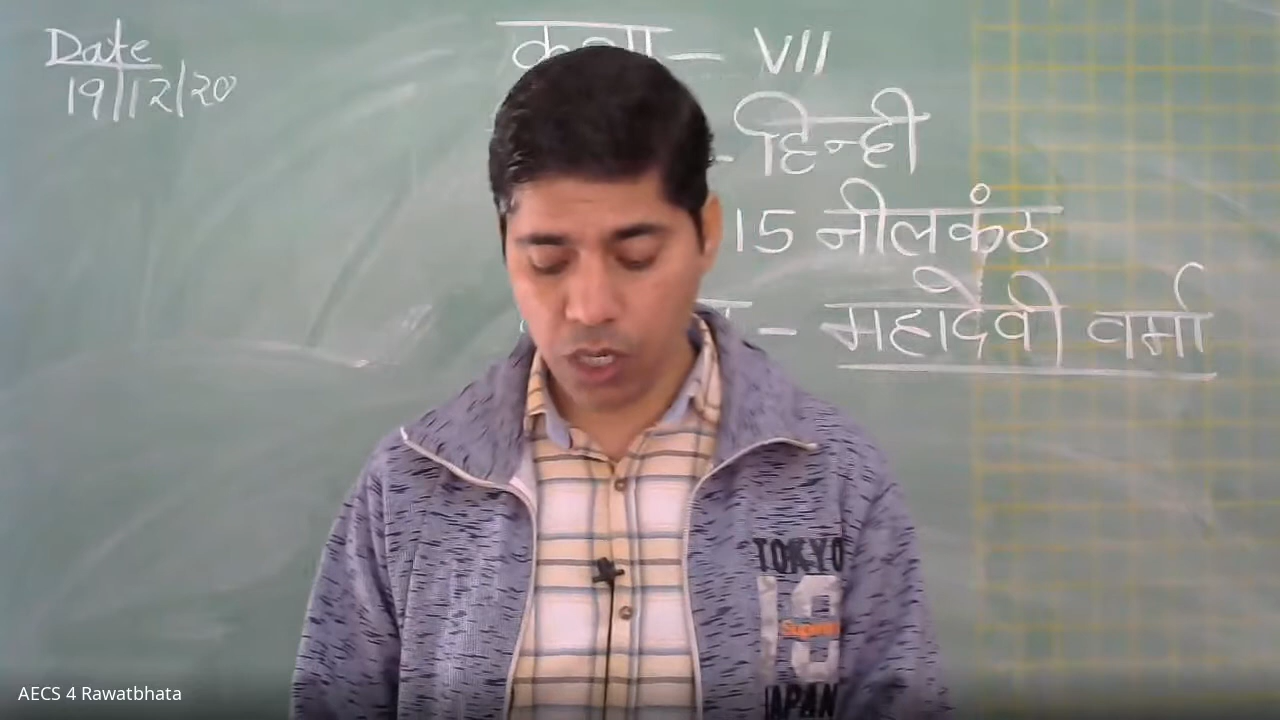 Date
19/12/20
कक्षा – VII
- हिन्दी
15 नीलकंठ
- महादेवी वर्मा
TOKYO
18
JAPAN
AECS 4 Rawatbhata